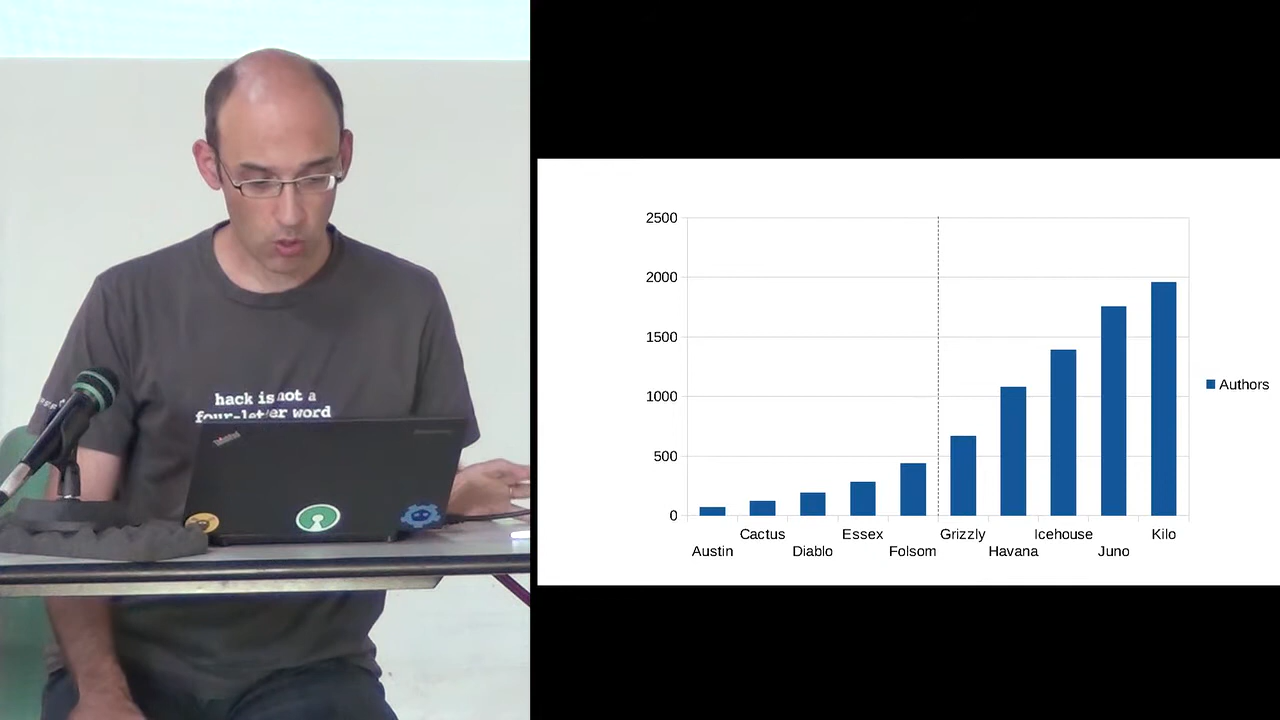 hack is not a
four-letter word
ThinkPad
2500
2000
1500
1000
500
0
Austin
Cactus
Diablo
Essex
Folsom
Grizzly
Havana
Icehouse
Juno
Kilo
Authors